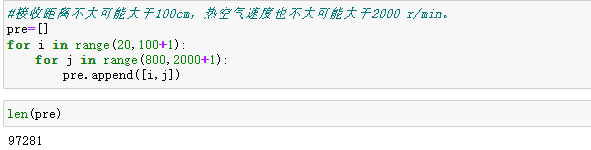 #接收距离不大可能大于100cm，热空气速度也不大可能大于2000 r/min。
pre=[]
for i in range(20,100+1):
    for j in range(800,2000+1):
        pre.append([i,j])
len(pre)
97281